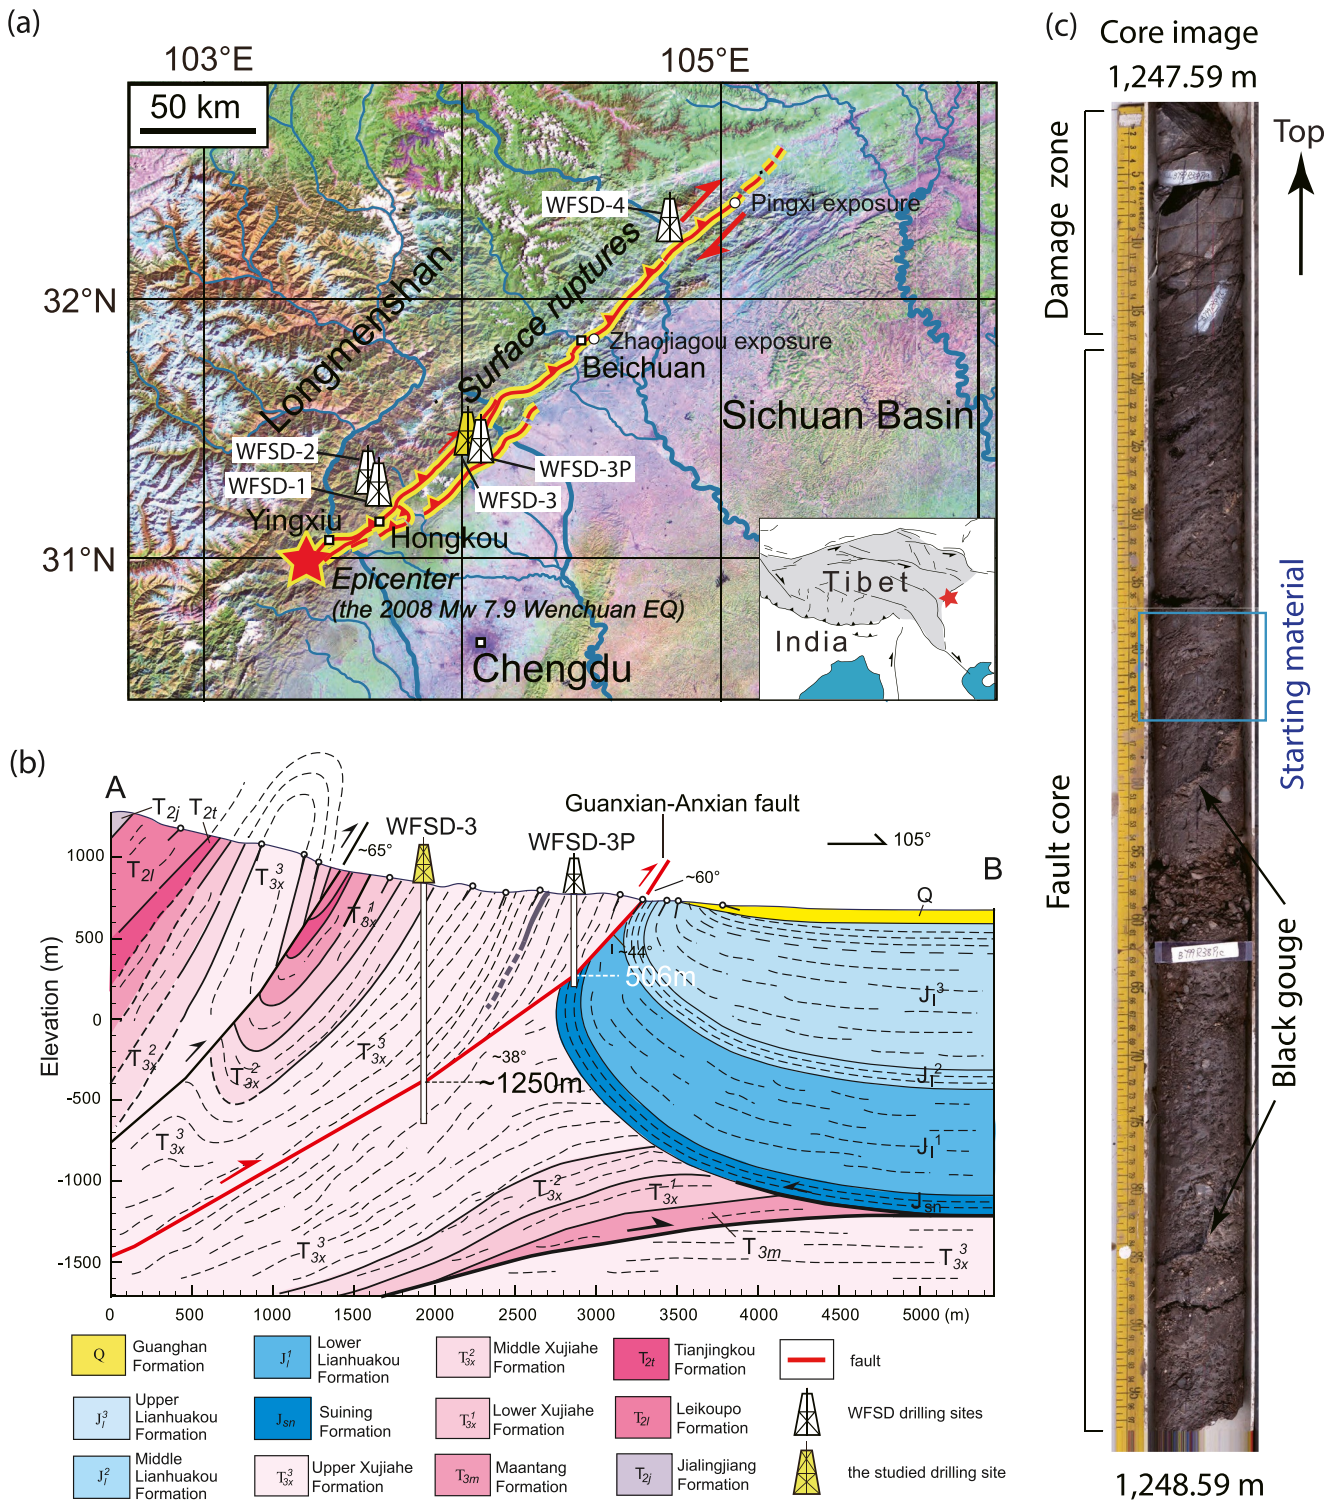 (a)
103°E
105°E
50 km
WFSD-4
Pingxi exposure
Longmenshan
Surface ruptures
32°N
Zhaojiagou exposure
Beichuan
Sichuan Basin
WFSD-2
WFSD-1
WFSD-3P
WFSD-3
Yingxiu
Hongkou
31°N
Epicenter
(the 2008 Mw 7.9 Wenchuan EQ)
Chengdu
Tibet
India
(b)
A
T2j
T2t
Guanxian-Anxian fault
WFSD-3
WFSD-3P
105°
~65°
~60°
B
1000
500
0
-500
-1000
-1500
Elevation (m)
T2l
T3x3
T3x1
Q
~44°
506m
Jl3
T3x2
T3x2
T3x3
~38°
~1250m
Jl2
T3x3
Jl1
T3x2
T3x1
Jsn
T3x3
T3m
T3x3
0
500
1000
1500
2000
2500
3000
3500
4000
4500
5000
(m)
Q
Guanghan
Formation
Jl1
Lower
Lianhuakou
Formation
T3x2
Middle Xujiahe
Formation
T2t
Tianjingkou
Formation
fault
Jl3
Upper
Lianhuakou
Formation
Jsn
Suining
Formation
T3x1
Lower Xujiahe
Formation
T2l
Leikoupo
Formation
WFSD drilling sites
Jl2
Middle
Lianhuakou
Formation
T3x3
Upper Xujiahe
Formation
T3m
Maantang
Formation
T2j
Jialingjiang
Formation
the studied drilling site
(c)
Core image
1,247.59 m
Top
Damage zone
Fault core
Starting material
Black gouge
1,248.59 m